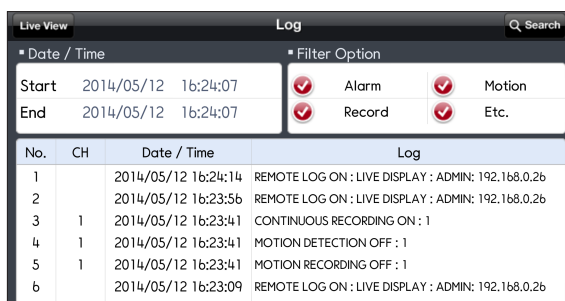 Live View Log Search
Date / Time Filter Option
Start 2014/05/12 16:24:07 Alarm Motion
End 2014/05/12 16:24:07 Record Etc.
No. CH Date / Time Log
1 2014/05/12 16:24:14 REMOTE LOG ON : LIVE DISPLAY : ADMIN: 192.168.0.26
2 2014/05/12 16:23:56 REMOTE LOG ON : LIVE DISPLAY : ADMIN: 192.168.0.26
3 1 2014/05/12 16:23:41 CONTINUOUS RECORDING ON : 1
4 1 2014/05/12 16:23:41 MOTION DETECTION OFF : 1
5 1 2014/05/12 16:23:41 MOTION RECORDING OFF : 1
6 2014/05/12 16:23:09 REMOTE LOG ON : LIVE DISPLAY : ADMIN: 192.168.0.26